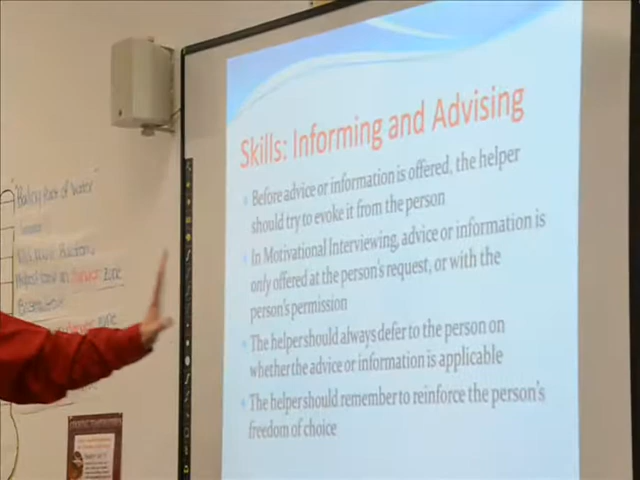 Skills: Informing and Advising
Before advice or information is offered, the helper
should try to evoke it from the person
In Motivational Interviewing, advice or information is
only offered at the person's request, or with the
person's permission
The helper should always defer to the person on
whether the advice or information is applicable
The helper should remember to reinforce the person's
freedom of choice
of Water
zone